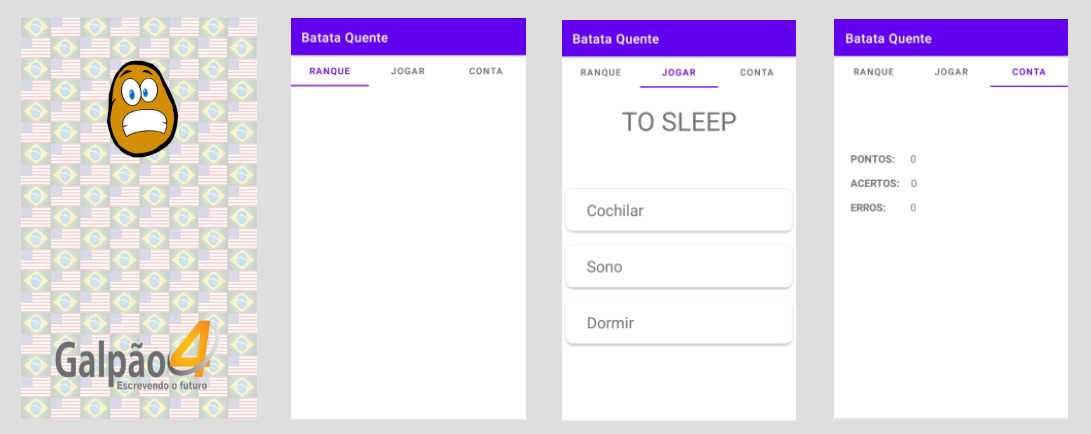 Galpão4
Escrevendo o futuro
Batata Quente
RANQUE JOGAR CONTA
Batata Quente
RANQUE JOGAR CONTA
TO SLEEP
Cochilar
Sono
Dormir
Batata Quente
RANQUE JOGAR CONTA
PONTOS: 0
ACERTOS: 0
ERROS: 0